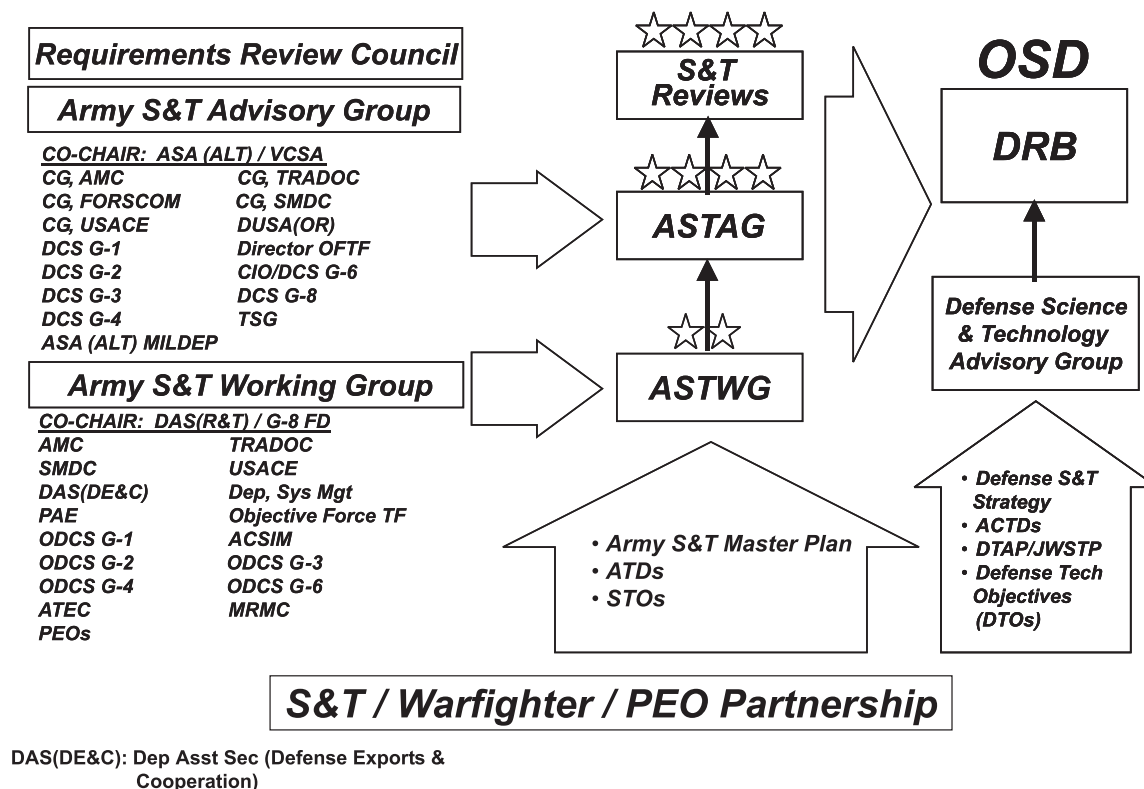 Requirements Review Council
Army S&T Advisory Group
CO-CHAIR: ASA (ALT) / VCSA
CG, AMC CG, TRADOC
CG, FORSCOM CG, SMDC
CG, USACE DUSA(OR)
DCS G-1 Director OFTF
DCS G-2 CIO/DCS G-6
DCS G-3 DCS G-8
DCS G-4 TSG
ASA (ALT) MILDEP
Army S&T Working Group
CO-CHAIR: DAS(R&T) / G-8 FD
AMC TRADOC
SMDC USACE
DAS(DE&C) Dep, Sys Mgt
PAE Objective Force TF
ODCS G-1 ACSIM
ODCS G-2 ODCS G-3
ODCS G-4 ODCS G-6
ATEC MRMC
PEOs
S&T
Reviews
ASTAG
ASTWG
• Army S&T Master Plan
• ATDs
• STOs
OSD
DRB
Defense Science
& Technology
Advisory Group
• Defense S&T
Strategy
• ACTDs
• DTAP/JWSTP
• Defense Tech
Objectives
(DTOs)
S&T / Warfighter / PEO Partnership
DAS(DE&C): Dep Asst Sec (Defense Exports &
Cooperation)